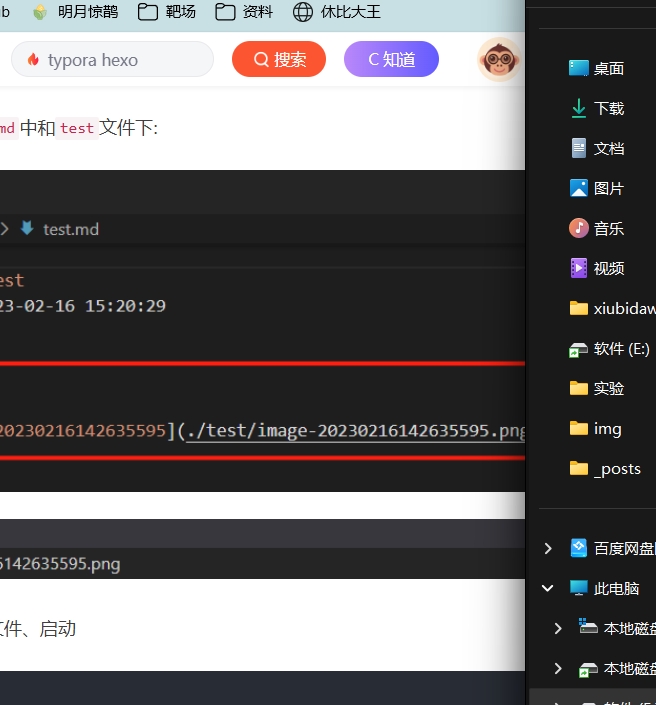 b 明月惊鹊 靶场 资料 休比大王
typora hexo 搜索 C 知道
md 中和 test 文件下:
test.md
est
23-02-16 15:20:29
20230216142635595](./test/image-20230216142635595.png
6142635595.png
文件、启动
桌面
下载
文档
图片
音乐
视频
xiubidaw
软件 (E:)
实验
img
_posts
百度网盘
此电脑
本地磁盘
本地磁盘